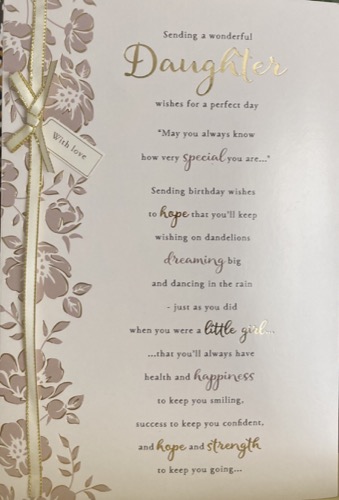 Sending a wonderful
Daughter
wishes for a perfect day
"May you always know
how very special you are..."
With love
Sending birthday wishes
to hope that you'll keep
wishing on dandelions
dreaming big
and dancing in the rain
- just as you did
when you were a little girl...
...that you'll always have
health and happiness
to keep you smiling,
success to keep you confident,
and hope and strength
to keep you going...